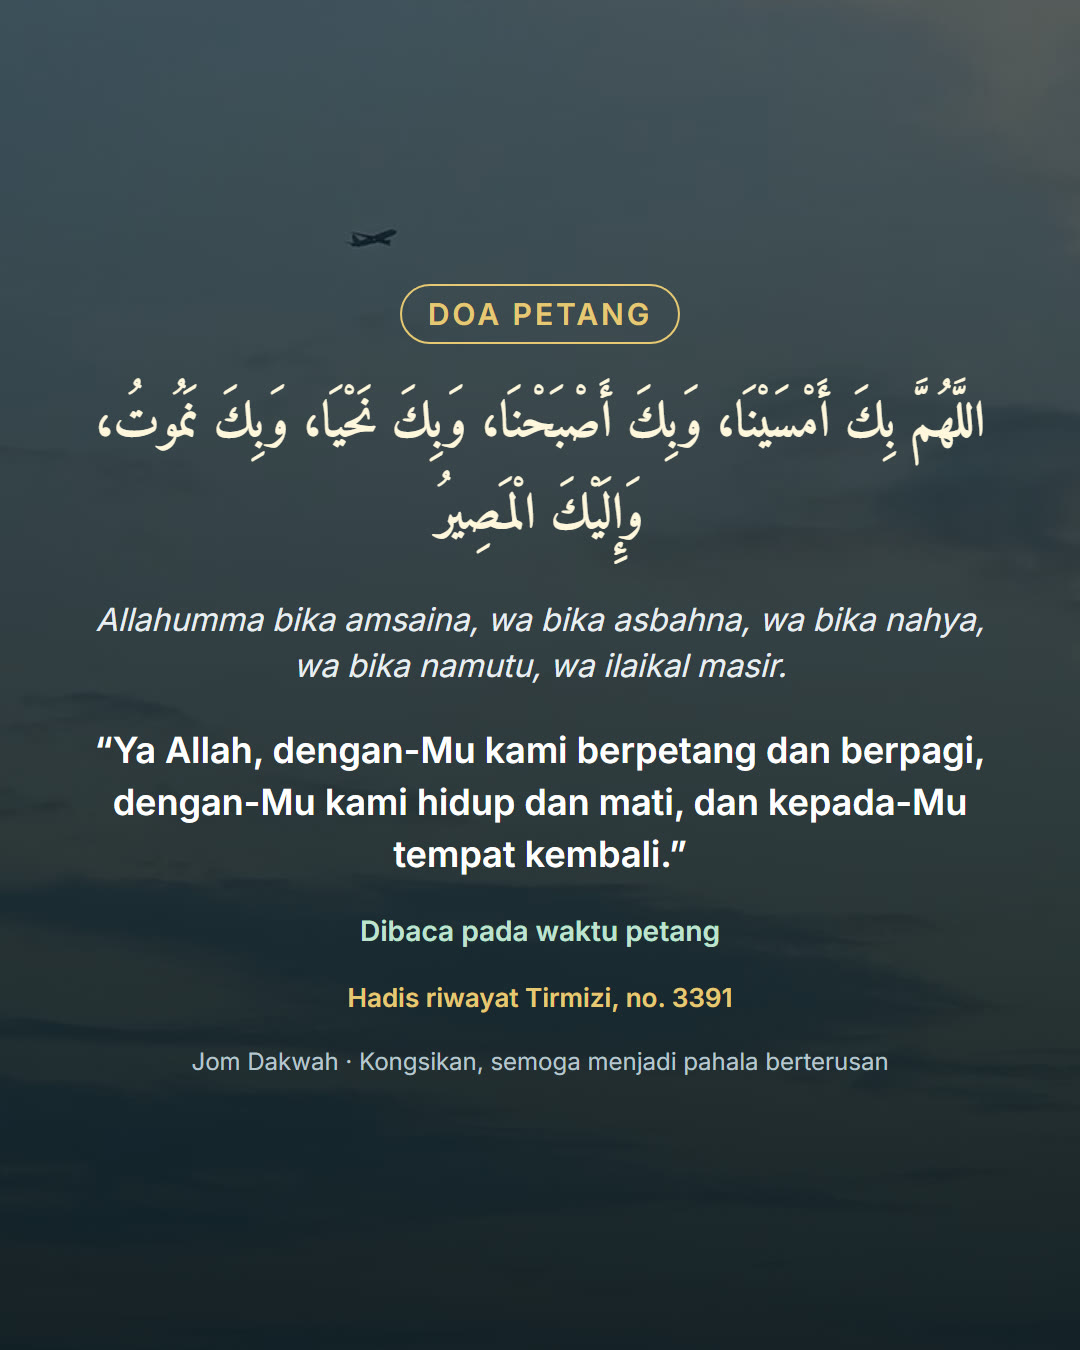 DOA PETANG
اللَّهُمَّ بِكَ أَمْسَيْنَا، وَبِكَ أَصْبَحْنَا، وَبِكَ نَحْيَا، وَبِكَ نَمُوتُ،
وَإِلَيْكَ الْمَصِيرُ
Allahumma bika amsaina, wa bika asbahna, wa bika nahya,
wa bika namutu, wa ilaikal masir.
“Ya Allah, dengan-Mu kami berpetang dan berpagi,
dengan-Mu kami hidup dan mati, dan kepada-Mu
tempat kembali.”
Dibaca pada waktu petang
Hadis riwayat Tirmizi, no. 3391
Jom Dakwah · Kongsikan, semoga menjadi pahala berterusan